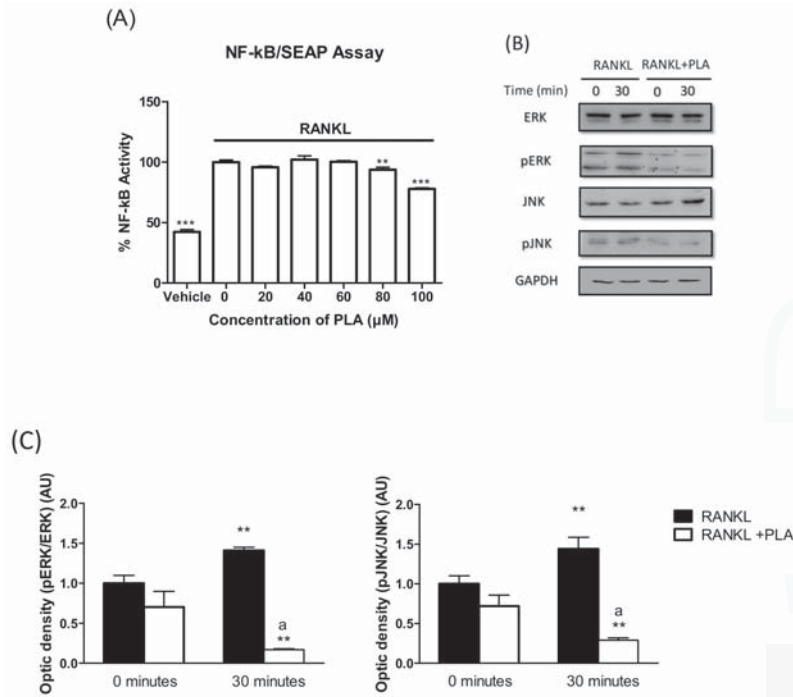 (A)
NF-kB/SEAP Assay
% NF-kB Activity
150
100
50
0
RANKL
***
**
***
Vehicle 0 20 40 60 80 100
Concentration of PLA (µM)
(B)
RANKL RANKL+PLA
Time (min) 0 30 0 30
ERK
pERK
JNK
pJNK
GAPDH
(C)
Optic density (pERK/ERK) (AU)
2.0
1.5
1.0
0.5
0.0
**
a
**
0 minutes 30 minutes
Optic density (pJNK/JNK) (AU)
2.0
1.5
1.0
0.5
0.0
**
a
**
0 minutes 30 minutes
RANKL
RANKL +PLA